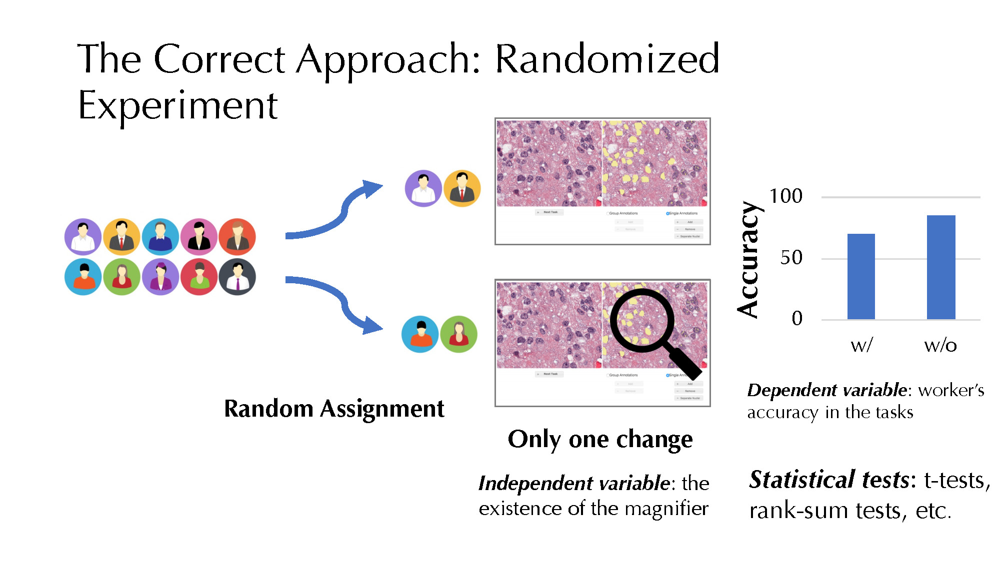 The Correct Approach: Randomized
Experiment
Next Task
Group Annotations
Single Annotations
+ Add
+ Add
− Remove
− Remove
− Separate Nuclei
Next Task
Group Annotations
Single Anno
+ Add
+ Add
− Remove
− Remove
− Separate Nuclei
Random Assignment
Only one change
Independent variable: the
existence of the magnifier
Accuracy
100
50
0
w/ w/o
Dependent variable: worker’s
accuracy in the tasks
Statistical tests: t-tests,
rank-sum tests, etc.